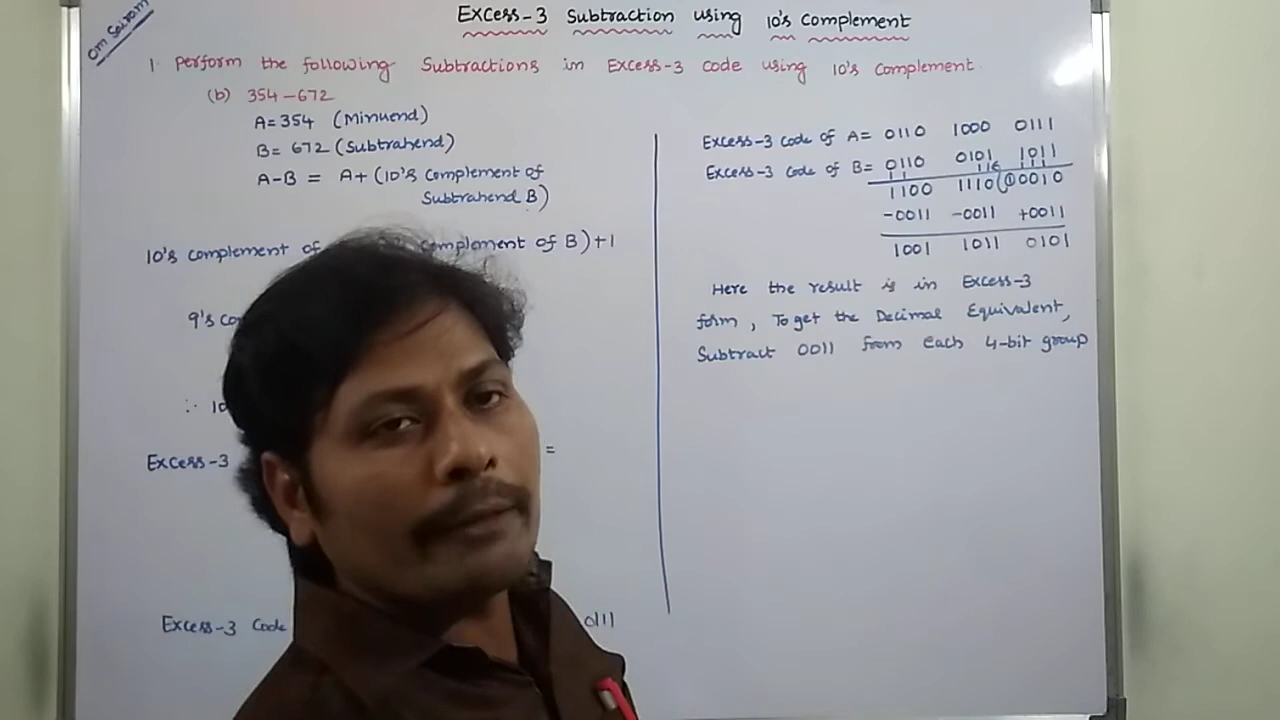 Om Sairam
Excess-3 Subtraction using 10's complement
1. Perform the following Subtractions in Excess-3 code using 10's complement
(b) 354-672
A=354 (Minuend)
B= 672 (Subtrahend)
A-B = A+(10's complement of
Subtrahend B)
10's complement of complement of B)+1
9's
∴ 10
Excess-3 =
Excess-3 Code 0111
Excess-3 code of A= 0110 1000 0111
Excess-3 code of B= 0110 0101 1011
1100 1110 (1)0010
-0011 -0011 +0011
1001 1011 0101
Here the result is in Excess-3
form, To get the Decimal Equivalent,
Subtract 0011 from each 4-bit group